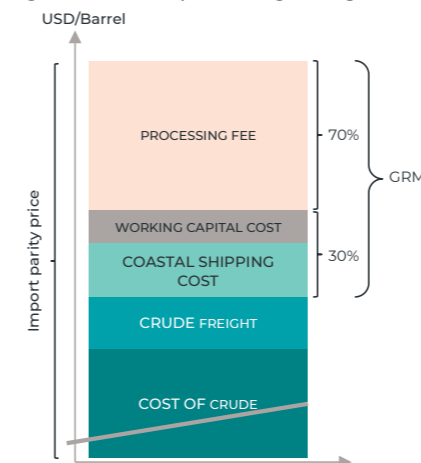 USD/Barrel
PROCESSING FEE
70%
GRM
WORKING CAPITAL COST
COASTAL SHIPPING
COST
30%
CRUDE FREIGHT
COST OF CRUDE
Import parity price